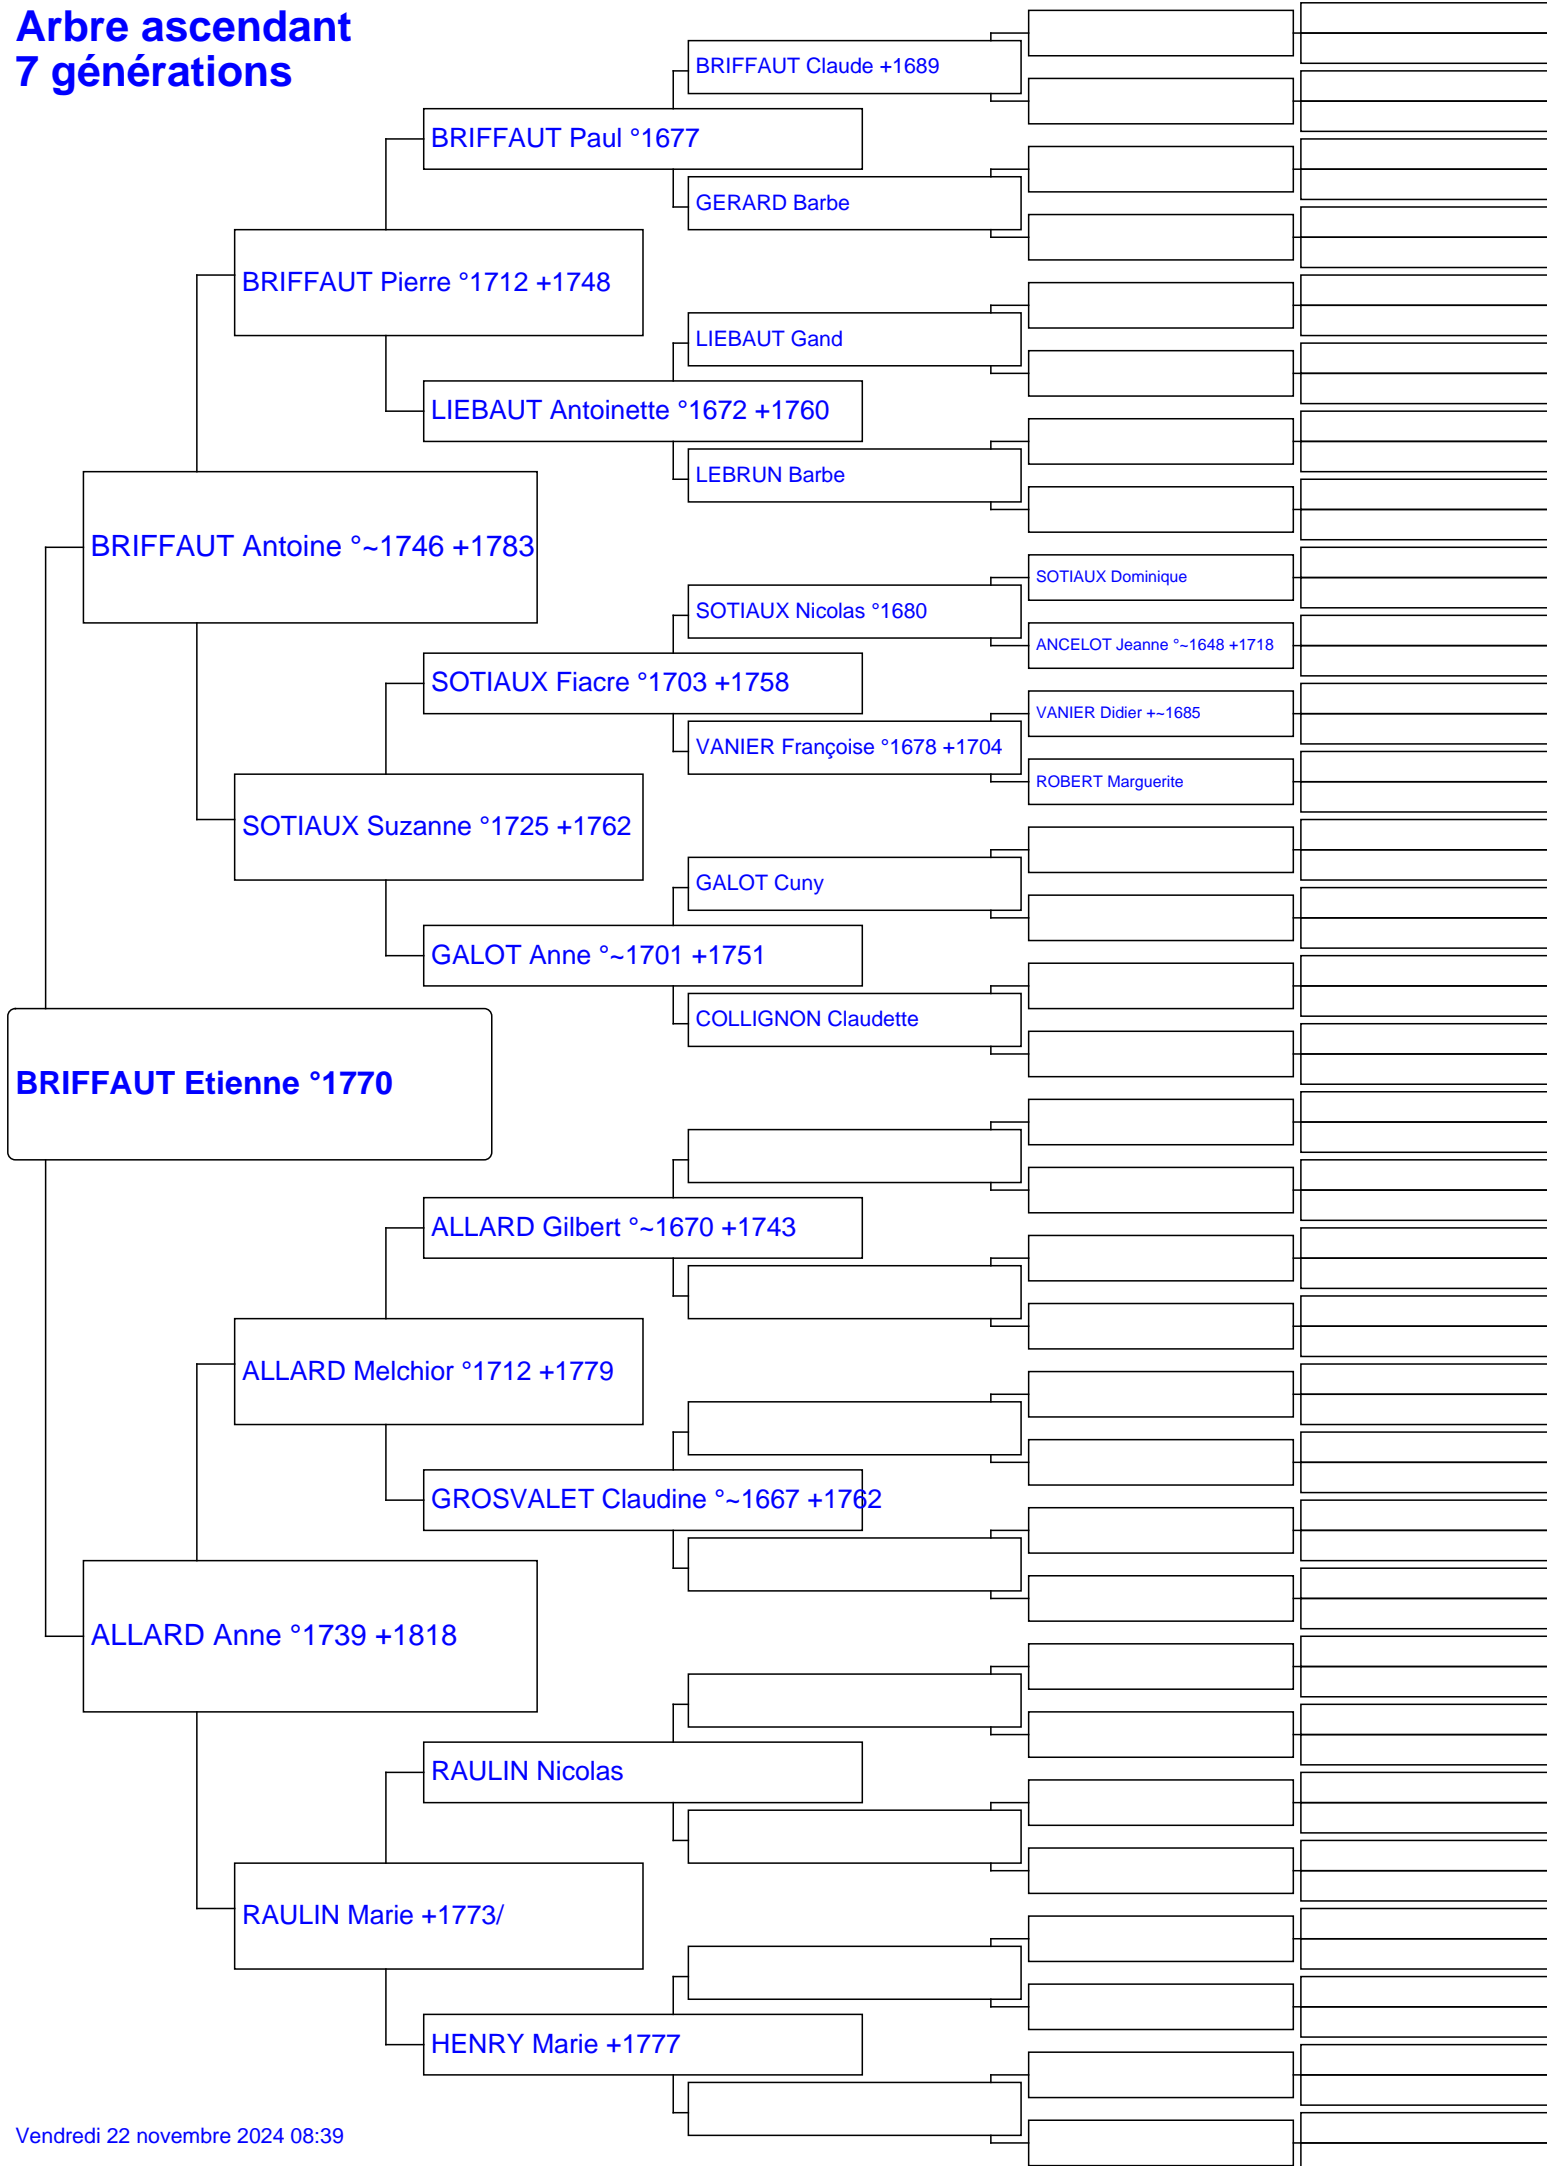 Arbre ascendant
7 générations
BRIFFAUT Claude +1689
BRIFFAUT Paul °1677
GERARD Barbe
BRIFFAUT Pierre °1712 +1748
LIEBAUT Gand
LIEBAUT Antoinette °1672 +1760
LEBRUN Barbe
BRIFFAUT Antoine °~1746 +1783
SOTIAUX Dominique
SOTIAUX Nicolas °1680
ANCELOT Jeanne °~1648 +1718
SOTIAUX Fiacre °1703 +1758
VANIER Didier +~1685
VANIER Françoise °1678 +1704
ROBERT Marguerite
SOTIAUX Suzanne °1725 +1762
GALOT Cuny
GALOT Anne °~1701 +1751
COLLIGNON Claudette
BRIFFAUT Etienne °1770
ALLARD Gilbert °~1670 +1743
ALLARD Melchior °1712 +1779
GROSVALET Claudine °~1667 +1762
ALLARD Anne °1739 +1818
RAULIN Nicolas
RAULIN Marie +1773/
HENRY Marie +1777
Vendredi 22 novembre 2024 08:39